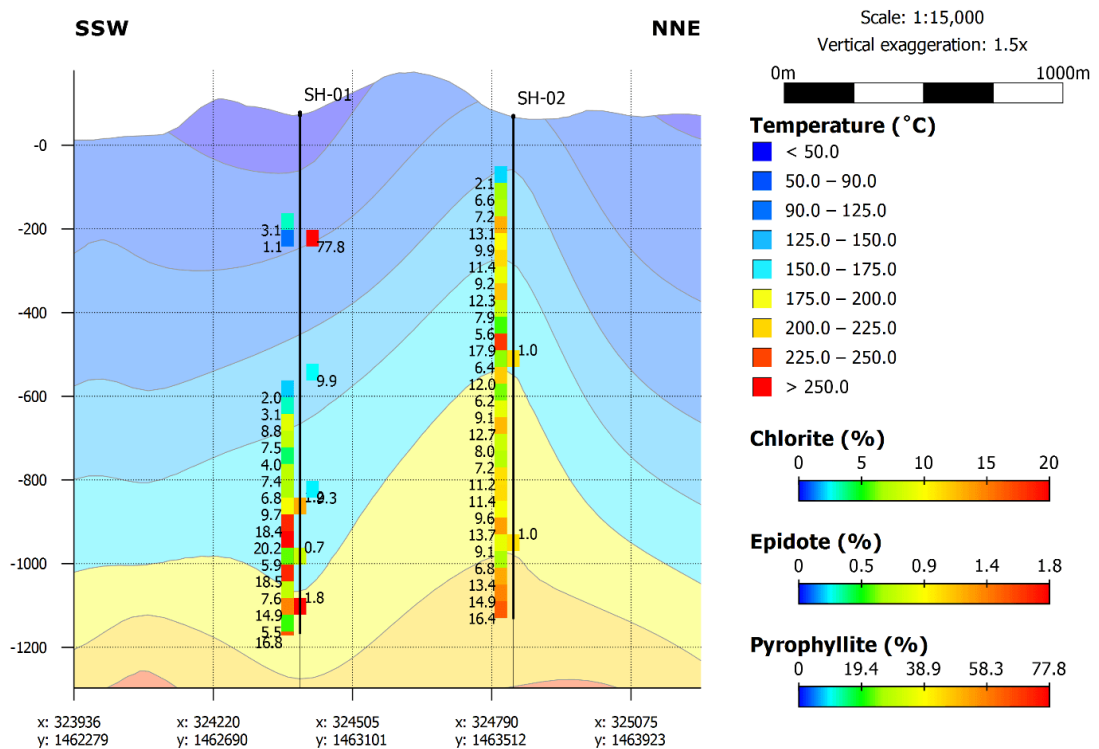 SSW
NNE
Scale: 1:15,000
Vertical exaggeration: 1.5x
0m 1000m
SH-01
SH-02
Temperature (˚C)
< 50.0
50.0 – 90.0
90.0 – 125.0
125.0 – 150.0
150.0 – 175.0
175.0 – 200.0
200.0 – 225.0
225.0 – 250.0
> 250.0
Chlorite (%)
0 5 10 15 20
Epidote (%)
0 0.5 0.9 1.4 1.8
Pyrophyllite (%)
0 19.4 38.9 58.3 77.8
-0
-200
-400
-600
-800
-1000
-1200
3.1
1.1
77.8
9.9
2.0
3.1
8.8
7.5
4.0
7.4
6.8
9.3
9.7
18.4
20.2
0.7
5.9
18.5
7.6
1.8
14.9
5.5
16.8
2.1
6.6
7.2
13.1
9.9
11.4
9.2
12.3
7.9
5.6
17.9
1.0
6.4
12.0
6.2
9.1
12.7
8.0
7.2
11.2
11.4
9.6
13.7
1.0
9.1
6.8
13.4
14.9
16.4
x: 323936 x: 324220 x: 324505 x: 324790 x: 325075
y: 1462279 y: 1462690 y: 1463101 y: 1463512 y: 1463923